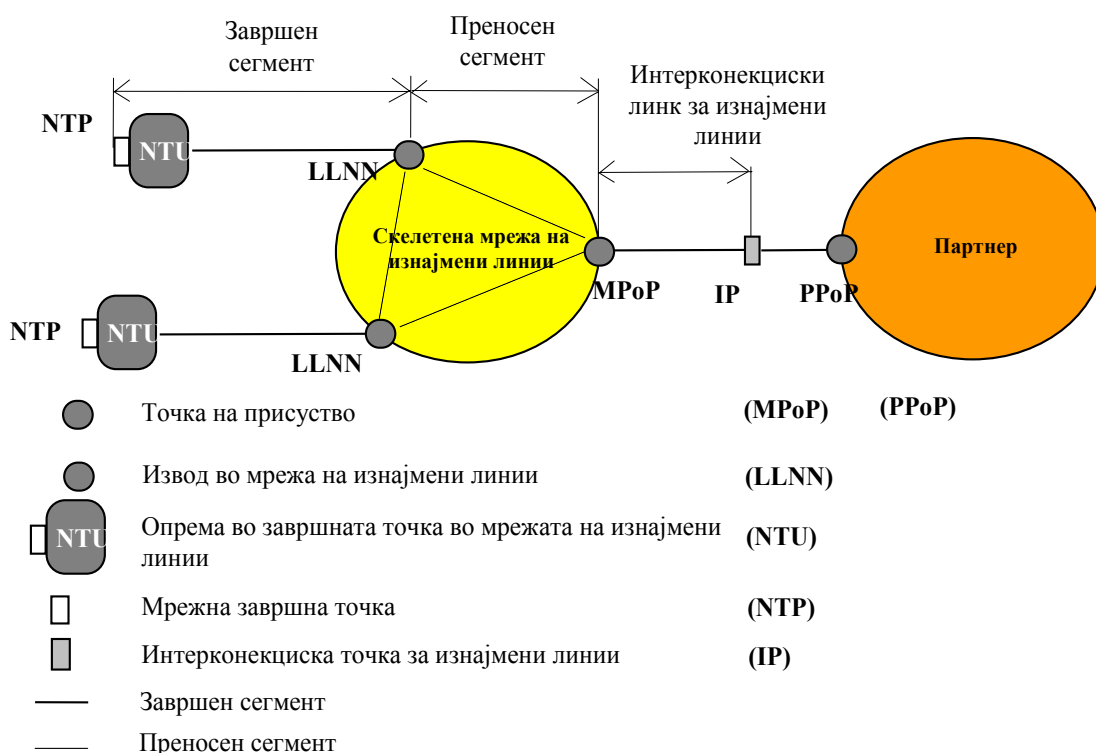 Завршен
сегмент
Преносен
сегмент
Интерконекциски
линк за изнајмени
линии
NTP
NTU
LLNN
Скелетена мрежа на
изнајмени линии
Партнер
MPoP
IP
PPoP
NTP
NTU
LLNN
Точка на присуство (MPoP) (PPoP)
Извод во мрежа на изнајмени линии (LLNN)
NTU Опрема во завршната точка во мрежата на изнајмени
линии (NTU)
Мрежна завршна точка (NTP)
Интерконекциска точка за изнајмени линии (IP)
Завршен сегмент
Преносен сегмент